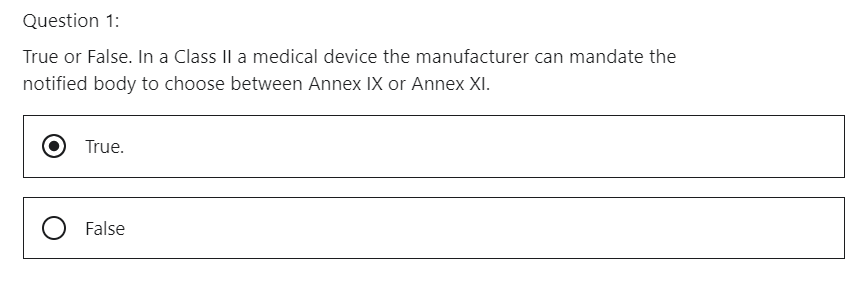 Question 1:
True or False. In a Class II a medical device the manufacturer can mandate the
notified body to choose between Annex IX or Annex XI.
True.
False